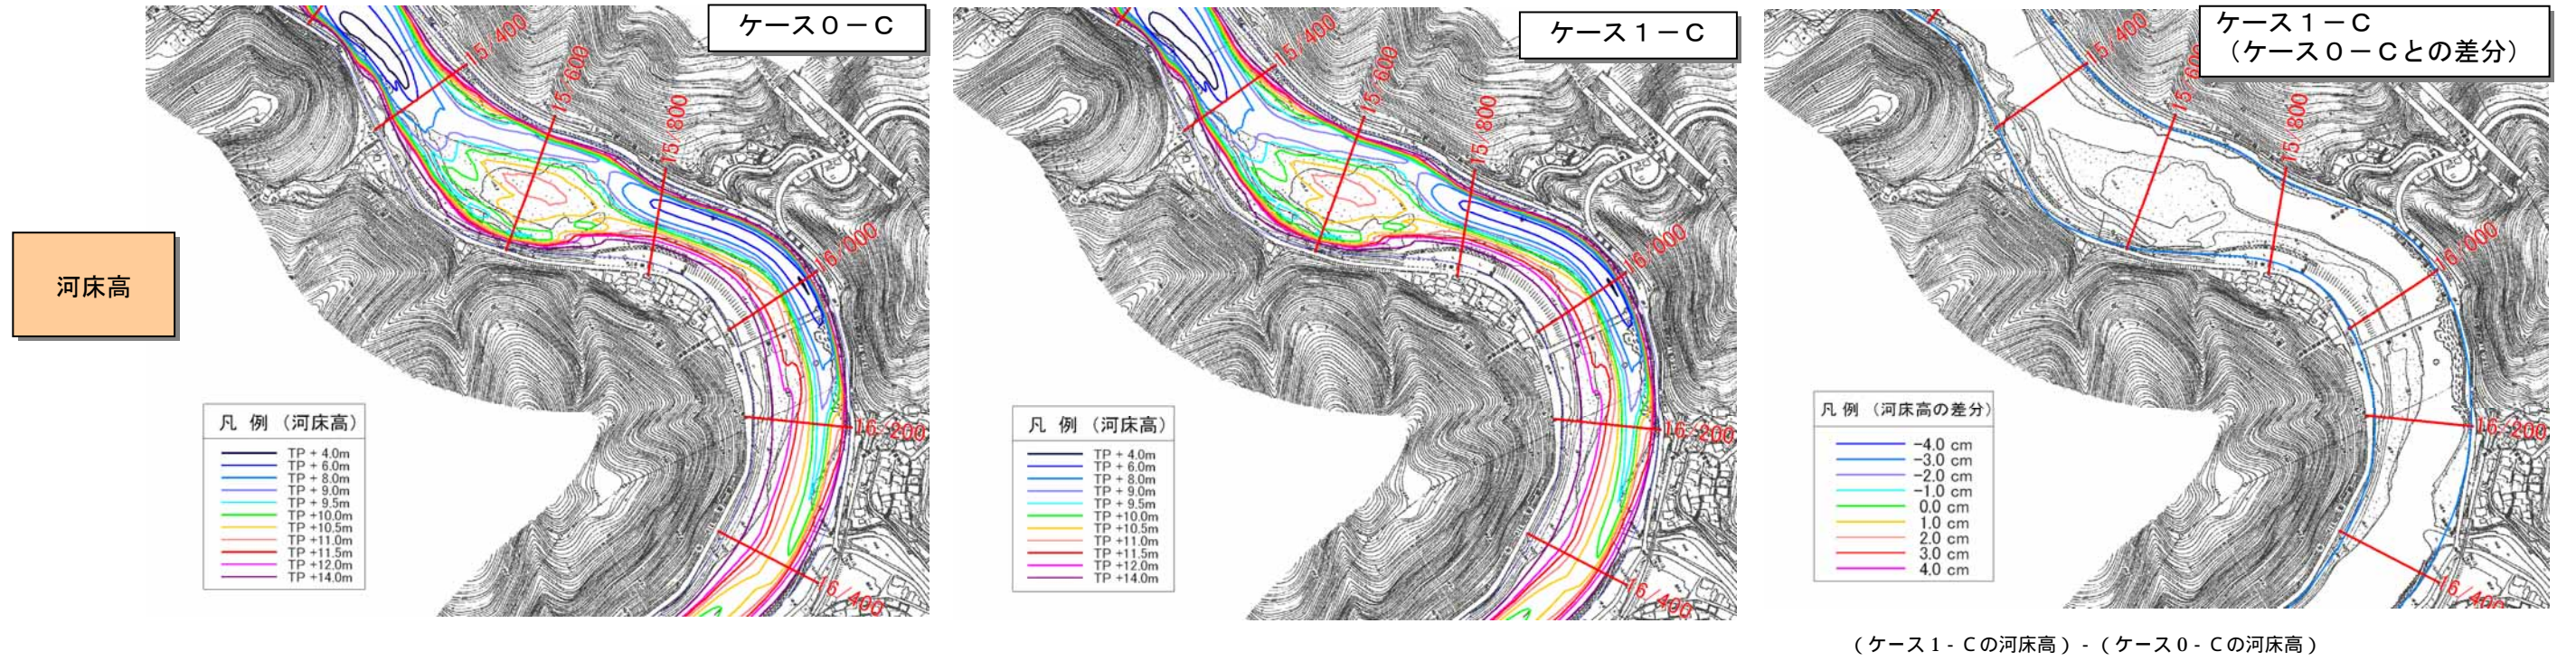 河床高
ケース0－C
15/400
15/600
15/800
16/000
16/200
16/400
凡 例 （河床高）
TP + 4.0m
TP + 6.0m
TP + 8.0m
TP + 9.0m
TP + 9.5m
TP +10.0m
TP +10.5m
TP +11.0m
TP +11.5m
TP +12.0m
TP +14.0m
ケース1－C
15/400
15/600
15/800
16/000
16/200
16/400
凡 例 （河床高）
TP + 4.0m
TP + 6.0m
TP + 8.0m
TP + 9.0m
TP + 9.5m
TP +10.0m
TP +10.5m
TP +11.0m
TP +11.5m
TP +12.0m
TP +14.0m
ケース1－C
（ケース0－Cとの差分）
15/400
15/60
15/800
16/000
16/200
16/400
凡 例 （河床高の差分）
-4.0 cm
-3.0 cm
-2.0 cm
-1.0 cm
0.0 cm
1.0 cm
2.0 cm
3.0 cm
4.0 cm
（ケース1-Cの河床高）-（ケース0-Cの河床高）